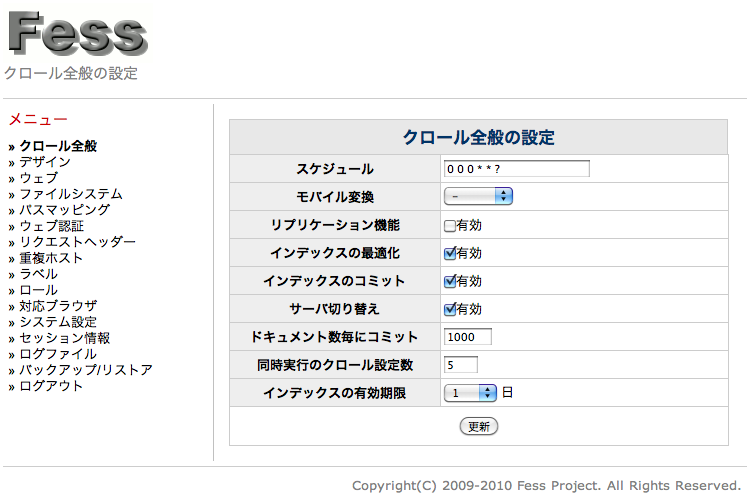 Fess
クロール全般の設定
メニュー
» クロール全般
» デザイン
» ウェブ
» ファイルシステム
» パスマッピング
» ウェブ認証
» リクエストヘッダー
» 重複ホスト
» ラベル
» ロール
» 対応ブラウザ
» システム設定
» セッション情報
» ログファイル
» バックアップ/リストア
» ログアウト
クロール全般の設定
スケジュール 0 0 0 * * ?
モバイル変換 -
リプリケーション機能 有効
インデックスの最適化 有効
インデックスのコミット 有効
サーバ切り替え 有効
ドキュメント数毎にコミット 1000
同時実行のクロール設定数 5
インデックスの有効期限 1 日
更新
Copyright(C) 2009-2010 Fess Project. All Rights Reserved.